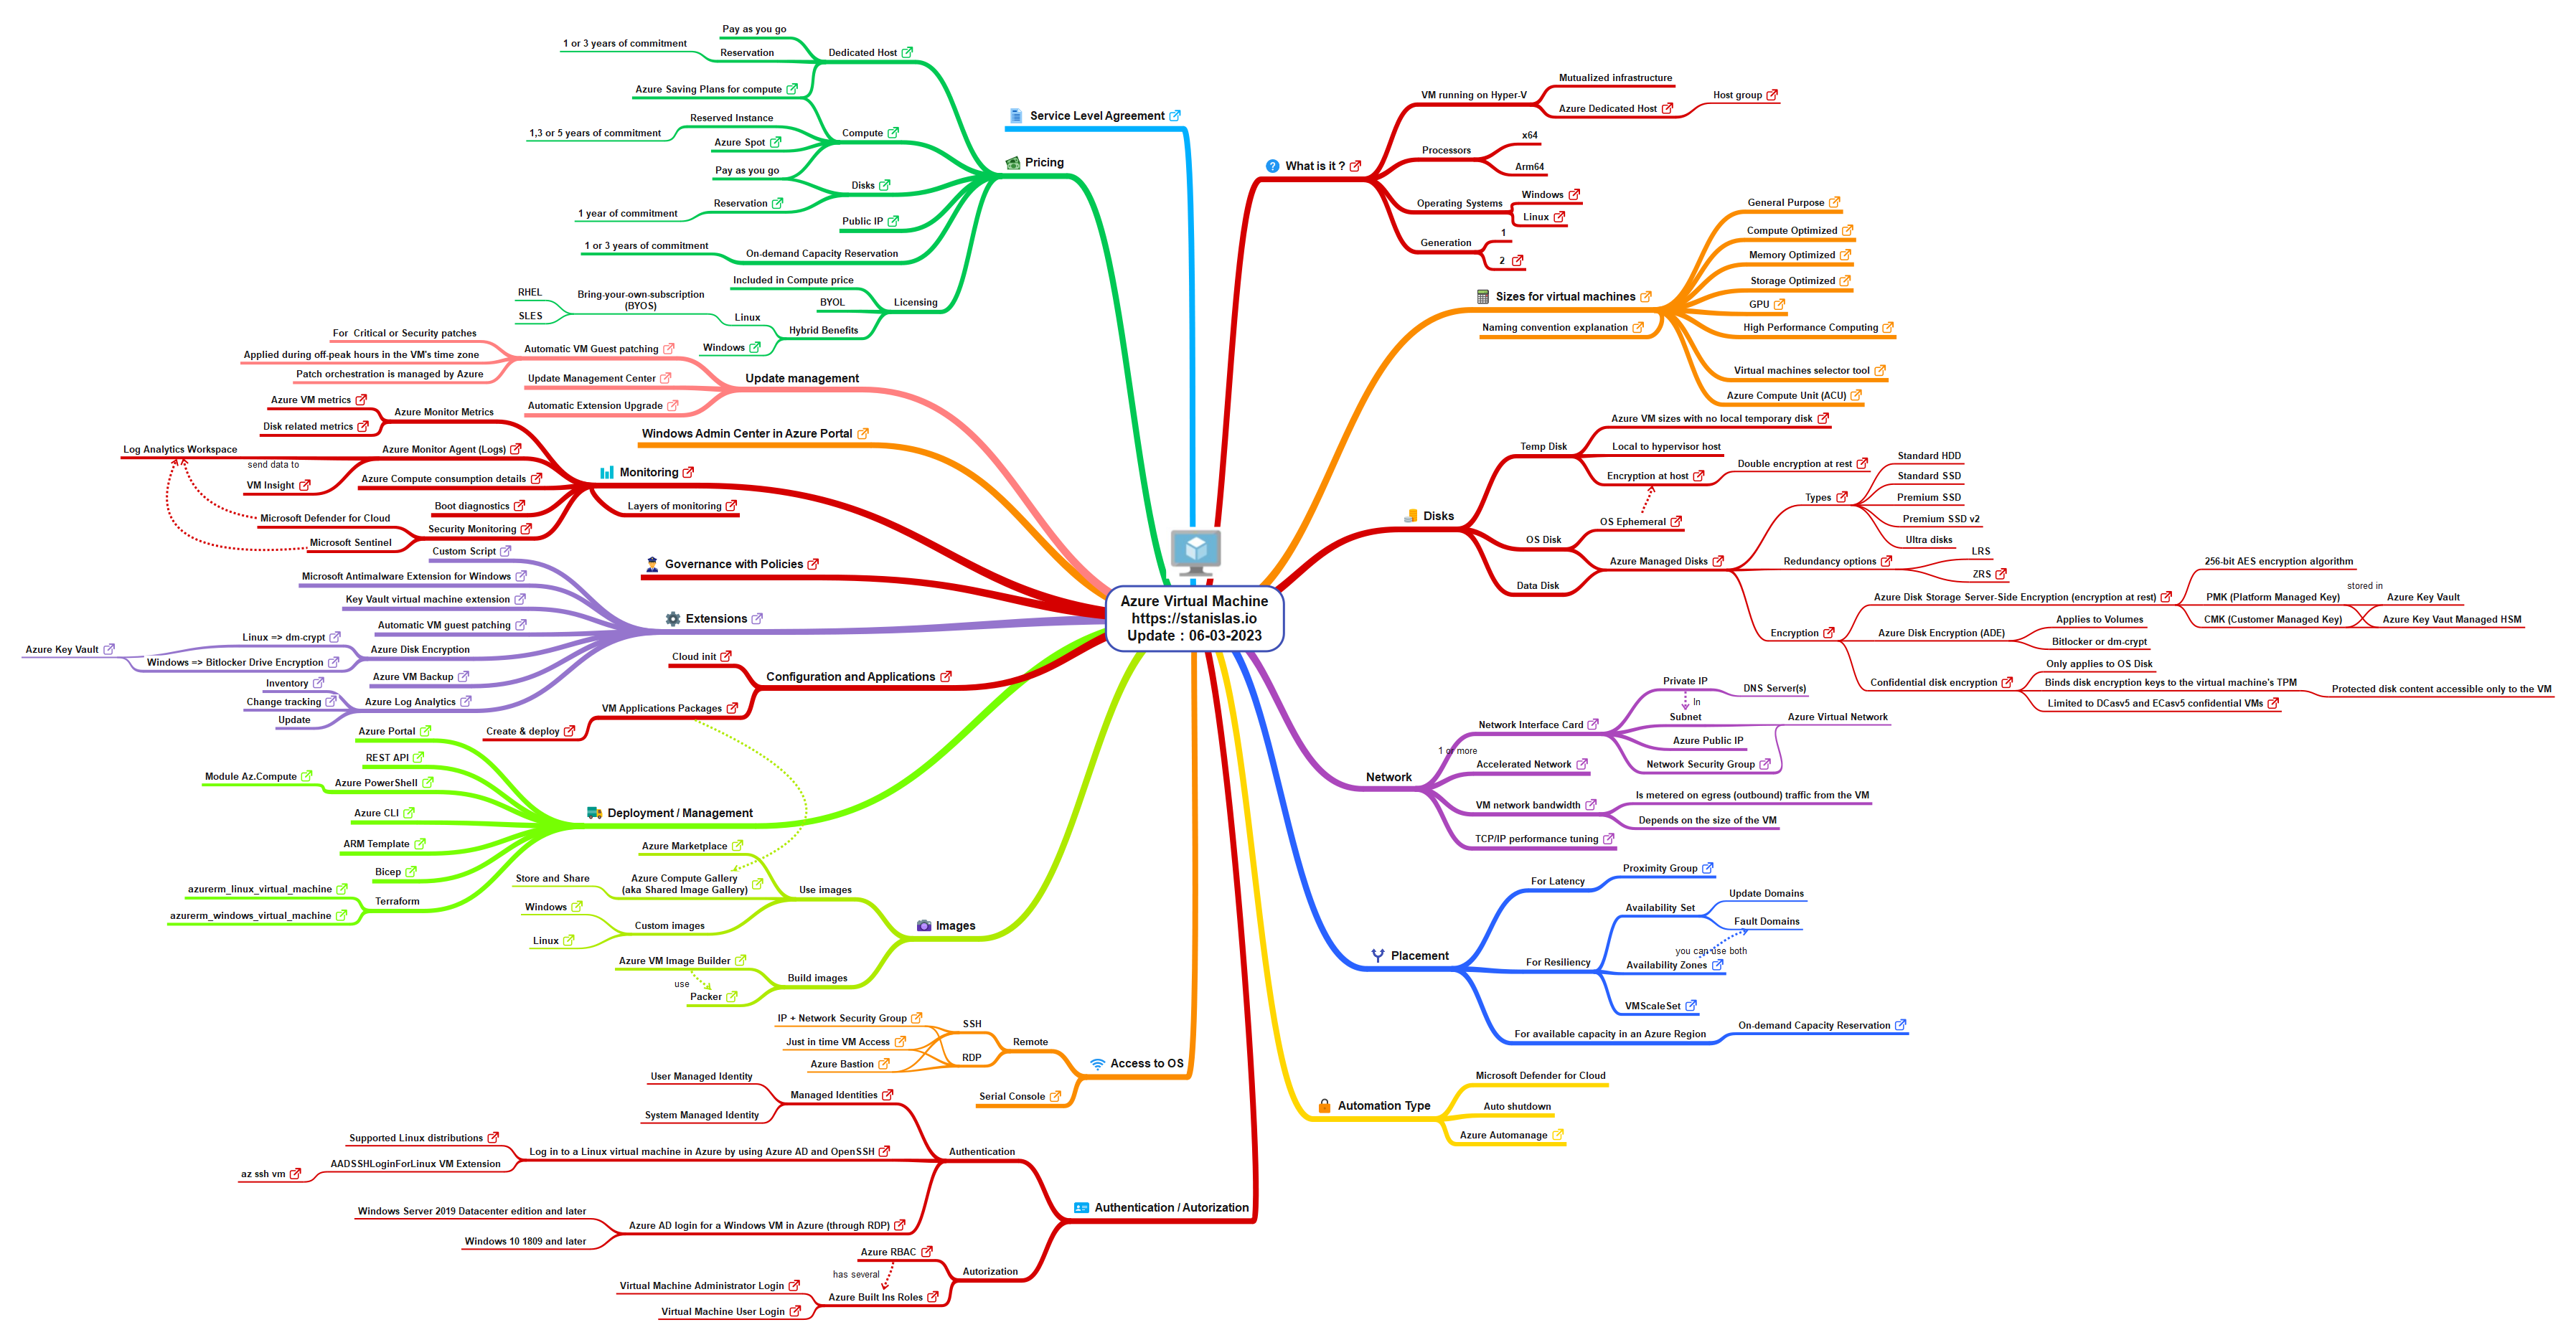 Azure Virtual Machine
https://stanislas.io
Update : 06-03-2023
Service Level Agreement
Pricing
Dedicated Host
Pay as you go
Reservation
1 or 3 years of commitment
Azure Saving Plans for compute
Compute
Reserved Instance
1,3 or 5 years of commitment
Azure Spot
Pay as you go
Disks
Reservation
1 year of commitment
Public IP
On-demand Capacity Reservation
1 or 3 years of commitment
Licensing
Included in Compute price
BYOL
Hybrid Benefits
Linux
Bring-your-own-subscription
(BYOS)
RHEL
SLES
Windows
Update management
Automatic VM Guest patching
For  Critical or Security patches
Applied during off-peak hours in the VM's time zone
Patch orchestration is managed by Azure
Update Management Center
Automatic Extension Upgrade
Windows Admin Center in Azure Portal
Monitoring
Azure Monitor Metrics
Azure VM metrics
Disk related metrics
Azure Monitor Agent (Logs)
Log Analytics Workspace
send data to
VM Insight
Azure Compute consumption details
Boot diagnostics
Security Monitoring
Microsoft Defender for Cloud
Microsoft Sentinel
Layers of monitoring
Governance with Policies
Extensions
Custom Script
Microsoft Antimalware Extension for Windows
Key Vault virtual machine extension
Automatic VM guest patching
Azure Disk Encryption
Linux => dm-crypt
Windows => Bitlocker Drive Encryption
Azure Key Vault
Azure VM Backup
Azure Log Analytics
Inventory
Change tracking
Update
Configuration and Applications
Cloud init
VM Applications Packages
Create & deploy
Deployment / Management
Azure Portal
REST API
Azure PowerShell
Module Az.Compute
Azure CLI
ARM Template
Bicep
Terraform
azurerm_linux_virtual_machine
azurerm_windows_virtual_machine
Images
Use images
Azure Marketplace
Azure Compute Gallery
(aka Shared Image Gallery)
Store and Share
Custom images
Windows
Linux
Build images
Azure VM Image Builder
use
Packer
Access to OS
Remote
SSH
RDP
IP + Network Security Group
Just in time VM Access
Azure Bastion
Serial Console
Authentication / Autorization
Authentication
Managed Identities
User Managed Identity
System Managed Identity
Log in to a Linux virtual machine in Azure by using Azure AD and OpenSSH
Supported Linux distributions
AADSSHLoginForLinux VM Extension
az ssh vm
Azure AD login for a Windows VM in Azure (through RDP)
Windows Server 2019 Datacenter edition and later
Windows 10 1809 and later
Autorization
Azure RBAC
has several
Azure Built Ins Roles
Virtual Machine Administrator Login
Virtual Machine User Login
What is it ?
VM running on Hyper-V
Mutualized infrastructure
Azure Dedicated Host
Host group
Processors
x64
Arm64
Operating Systems
Windows
Linux
Generation
1
2
Sizes for virtual machines
General Purpose
Compute Optimized
Memory Optimized
Storage Optimized
GPU
High Performance Computing
Virtual machines selector tool
Azure Compute Unit (ACU)
Naming convention explanation
Disks
Temp Disk
Azure VM sizes with no local temporary disk
Local to hypervisor host
Encryption at host
Double encryption at rest
OS Disk
OS Ephemeral
Data Disk
Azure Managed Disks
Types
Standard HDD
Standard SSD
Premium SSD
Premium SSD v2
Ultra disks
Redundancy options
LRS
ZRS
Encryption
Azure Disk Storage Server-Side Encryption (encryption at rest)
256-bit AES encryption algorithm
PMK (Platform Managed Key)
CMK (Customer Managed Key)
stored in
Azure Key Vault
Azure Key Vaut Managed HSM
Azure Disk Encryption (ADE)
Applies to Volumes
Bitlocker or dm-crypt
Confidential disk encryption
Only applies to OS Disk
Binds disk encryption keys to the virtual machine's TPM
Protected disk content accessible only to the VM
Limited to DCasv5 and ECasv5 confidential VMs
Network
1 or more
Network Interface Card
Private IP
DNS Server(s)
In
Subnet
Azure Virtual Network
Azure Public IP
Network Security Group
Accelerated Network
VM network bandwidth
Is metered on egress (outbound) traffic from the VM
Depends on the size of the VM
TCP/IP performance tuning
Placement
For Latency
Proximity Group
For Resiliency
Availability Set
Update Domains
Fault Domains
you can use both
Availability Zones
VMScaleSet
For available capacity in an Azure Region
On-demand Capacity Reservation
Automation Type
Microsoft Defender for Cloud
Auto shutdown
Azure Automanage